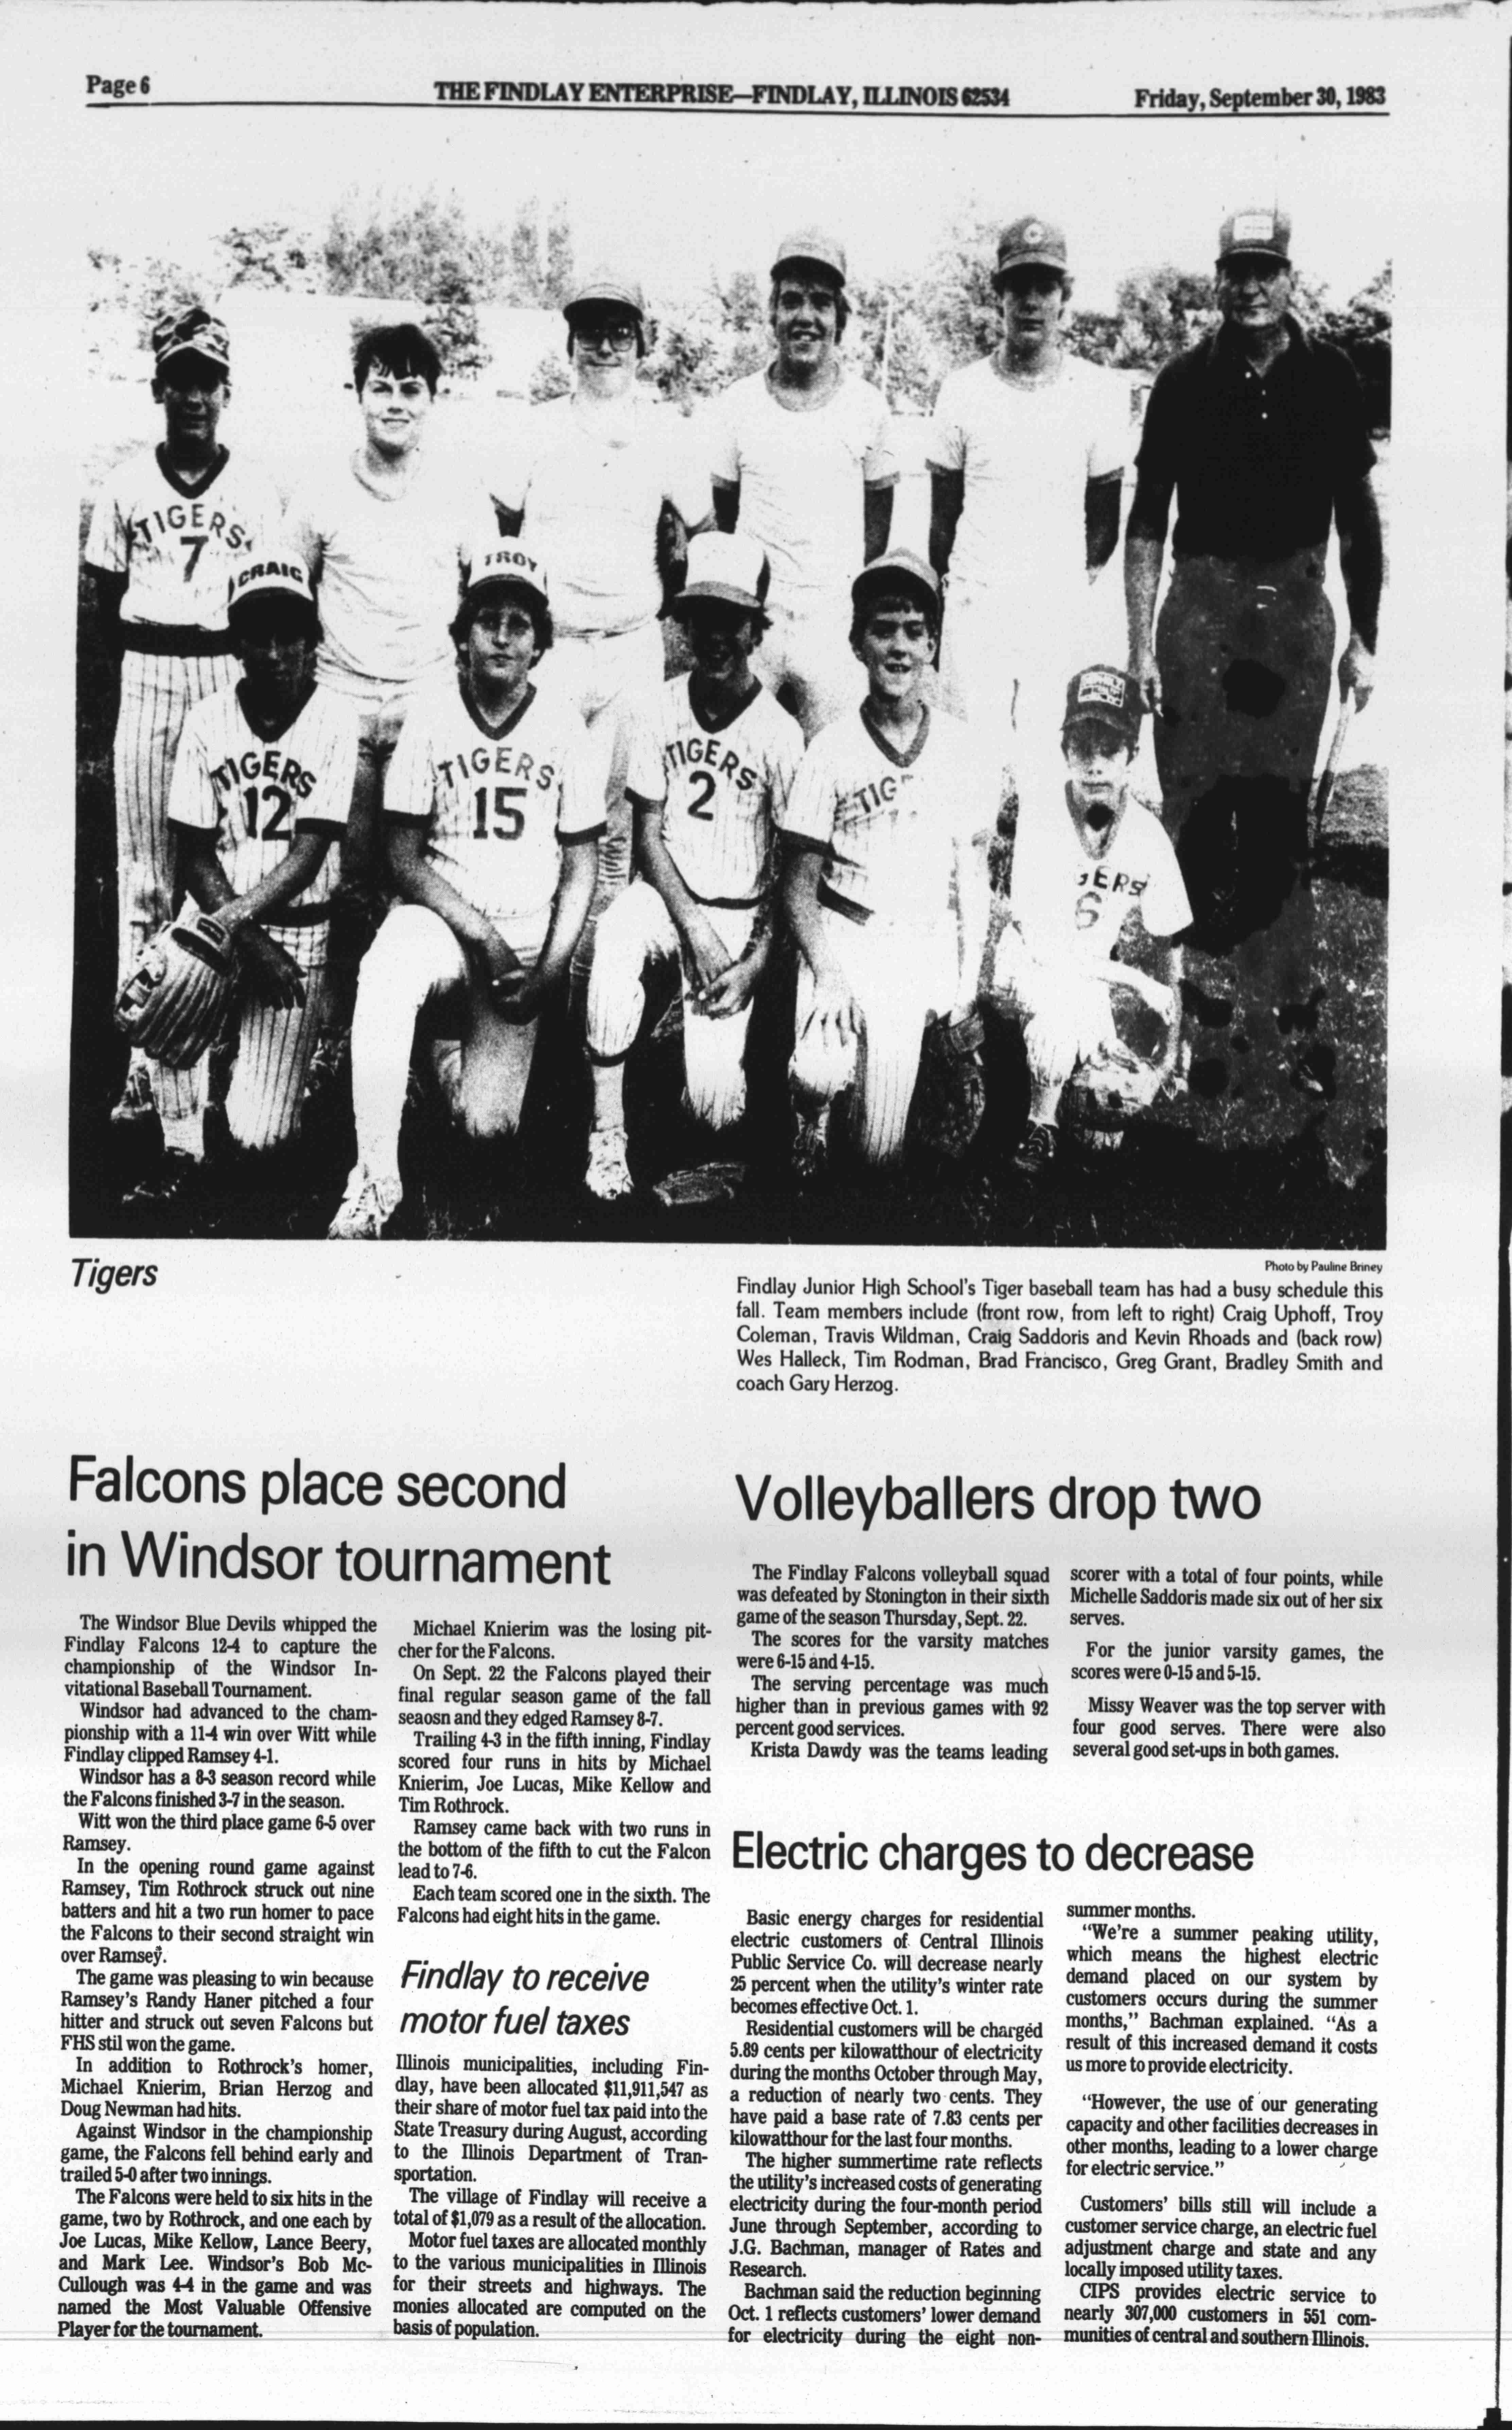 Page 6
THE FINDLAY ENTERPRISE—FINDLAY, ILLINOIS 62534
Friday, September 30, 1983
TIGERS
7
CRAIG
TROY
TIGERS
12
TIGERS
15
TIGERS
2
TIG
GERS
6
Tigers
Photo by Pauline Briney
Findlay Junior High School's Tiger baseball team has had a busy schedule this
fall. Team members include (front row, from left to right) Craig Uphoff, Troy
Coleman, Travis Wildman, Craig Saddoris and Kevin Rhoads and (back row)
Wes Halleck, Tim Rodman, Brad Francisco, Greg Grant, Bradley Smith and
coach Gary Herzog.
Falcons place second
in Windsor tournament
The Windsor Blue Devils whipped the
Findlay Falcons 12-4 to capture the
championship of the Windsor In-
vitational Baseball Tournament.
Windsor had advanced to the cham-
pionship with a 11-4 win over Witt while
Findlay clipped Ramsey 4-1.
Windsor has a 8-3 season record while
the Falcons finished 3-7 in the season.
Witt won the third place game 6-5 over
Ramsey.
In the opening round game against
Ramsey, Tim Rothrock struck out nine
batters and hit a two run homer to pace
the Falcons to their second straight win
over Ramsey.
The game was pleasing to win because
Ramsey's Randy Haner pitched a four
hitter and struck out seven Falcons but
FHS stil won the game.
In addition to Rothrock's homer,
Michael Knierim, Brian Herzog and
Doug Newman had hits.
Against Windsor in the championship
game, the Falcons fell behind early and
trailed 5-0 after two innings.
The Falcons were held to six hits in the
game, two by Rothrock, and one each by
Joe Lucas, Mike Kellow, Lance Beery,
and Mark Lee. Windsor's Bob Mc-
Cullough was 4-4 in the game and was
named the Most Valuable Offensive
Player for the tournament.
Michael Knierim was the losing pit-
cher for the Falcons.
On Sept. 22 the Falcons played their
final regular season game of the fall
seaosn and they edged Ramsey 8-7.
Trailing 4-3 in the fifth inning, Findlay
scored four runs in hits by Michael
Knierim, Joe Lucas, Mike Kellow and
Tim Rothrock.
Ramsey came back with two runs in
the bottom of the fifth to cut the Falcon
lead to 7-6.
Each team scored one in the sixth. The
Falcons had eight hits in the game.
Findlay to receive
motor fuel taxes
Illinois municipalities, including Fin-
dlay, have been allocated $11,911,547 as
their share of motor fuel tax paid into the
State Treasury during August, according
to the Illinois Department of Tran-
sportation.
The village of Findlay will receive a
total of $1,079 as a result of the allocation.
Motor fuel taxes are allocated monthly
to the various municipalities in Illinois
for their streets and highways. The
monies allocated are computed on the
basis of population.
Volleyballers drop two
The Findlay Falcons volleyball squad
was defeated by Stonington in their sixth
game of the season Thursday, Sept. 22.
The scores for the varsity matches
were 6-15 and 4-15.
The serving percentage was much
higher than in previous games with 92
percent good services.
Krista Dawdy was the teams leading
scorer with a total of four points, while
Michelle Saddoris made six out of her six
serves.
For the junior varsity games, the
scores were 0-15 and 5-15.
Missy Weaver was the top server with
four good serves. There were also
several good set-ups in both games.
Electric charges to decrease
Basic energy charges for residential
electric customers of Central Illinois
Public Service Co. will decrease nearly
25 percent when the utility's winter rate
becomes effective Oct. 1.
Residential customers will be charged
5.89 cents per kilowatthour of electricity
during the months October through May,
a reduction of nearly two cents. They
have paid a base rate of 7.83 cents per
kilowatthour for the last four months.
The higher summertime rate reflects
the utility's increased costs of generating
electricity during the four-month period
June through September, according to
J.G. Bachman, manager of Rates and
Research.
Bachman said the reduction beginning
Oct. 1 reflects customers' lower demand
for electricity during the eight non-
summer months.
"We're a summer peaking utility,
which means the highest electric
demand placed on our system by
customers occurs during the summer
months," Bachman explained. "As a
result of this increased demand it costs
us more to provide electricity.
"However, the use of our generating
capacity and other facilities decreases in
other months, leading to a lower charge
for electric service."
Customers' bills still will include a
customer service charge, an electric fuel
adjustment charge and state and any
locally imposed utility taxes.
CIPS provides electric service to
nearly 307,000 customers in 551 com-
munities of central and southern Illinois.